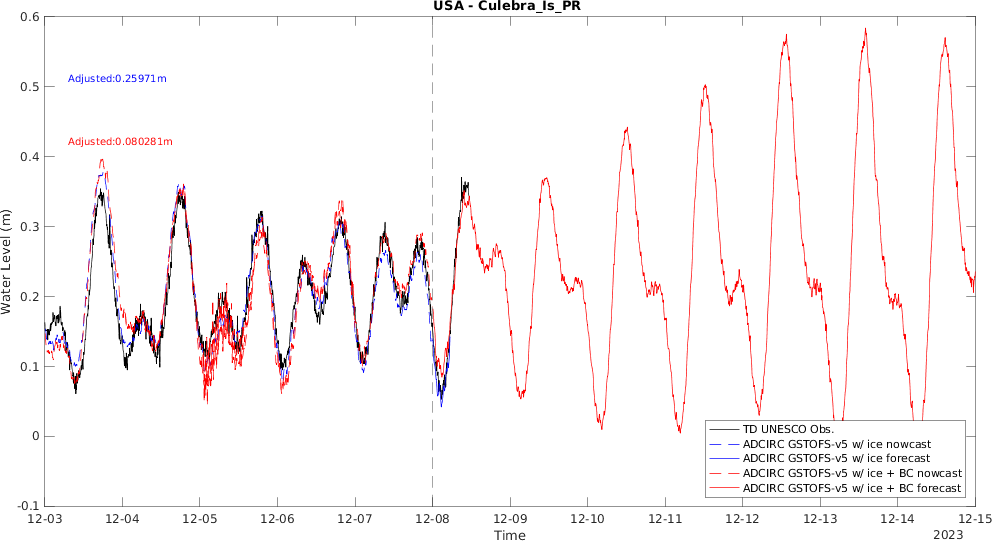 USA - Culebra_Is_PR
0.6
0.5
0.4
0.3
0.2
0.1
0
-0.1
Water Level (m)
Adjusted:0.25971m
Adjusted:0.080281m
TD UNESCO Obs.
ADCIRC GSTOFS-v5 w/ ice nowcast
ADCIRC GSTOFS-v5 w/ ice forecast
ADCIRC GSTOFS-v5 w/ ice + BC nowcast
ADCIRC GSTOFS-v5 w/ ice + BC forecast
12-03 12-04 12-05 12-06 12-07 12-08 12-09 12-10 12-11 12-12 12-13 12-14 12-15
Time
2023